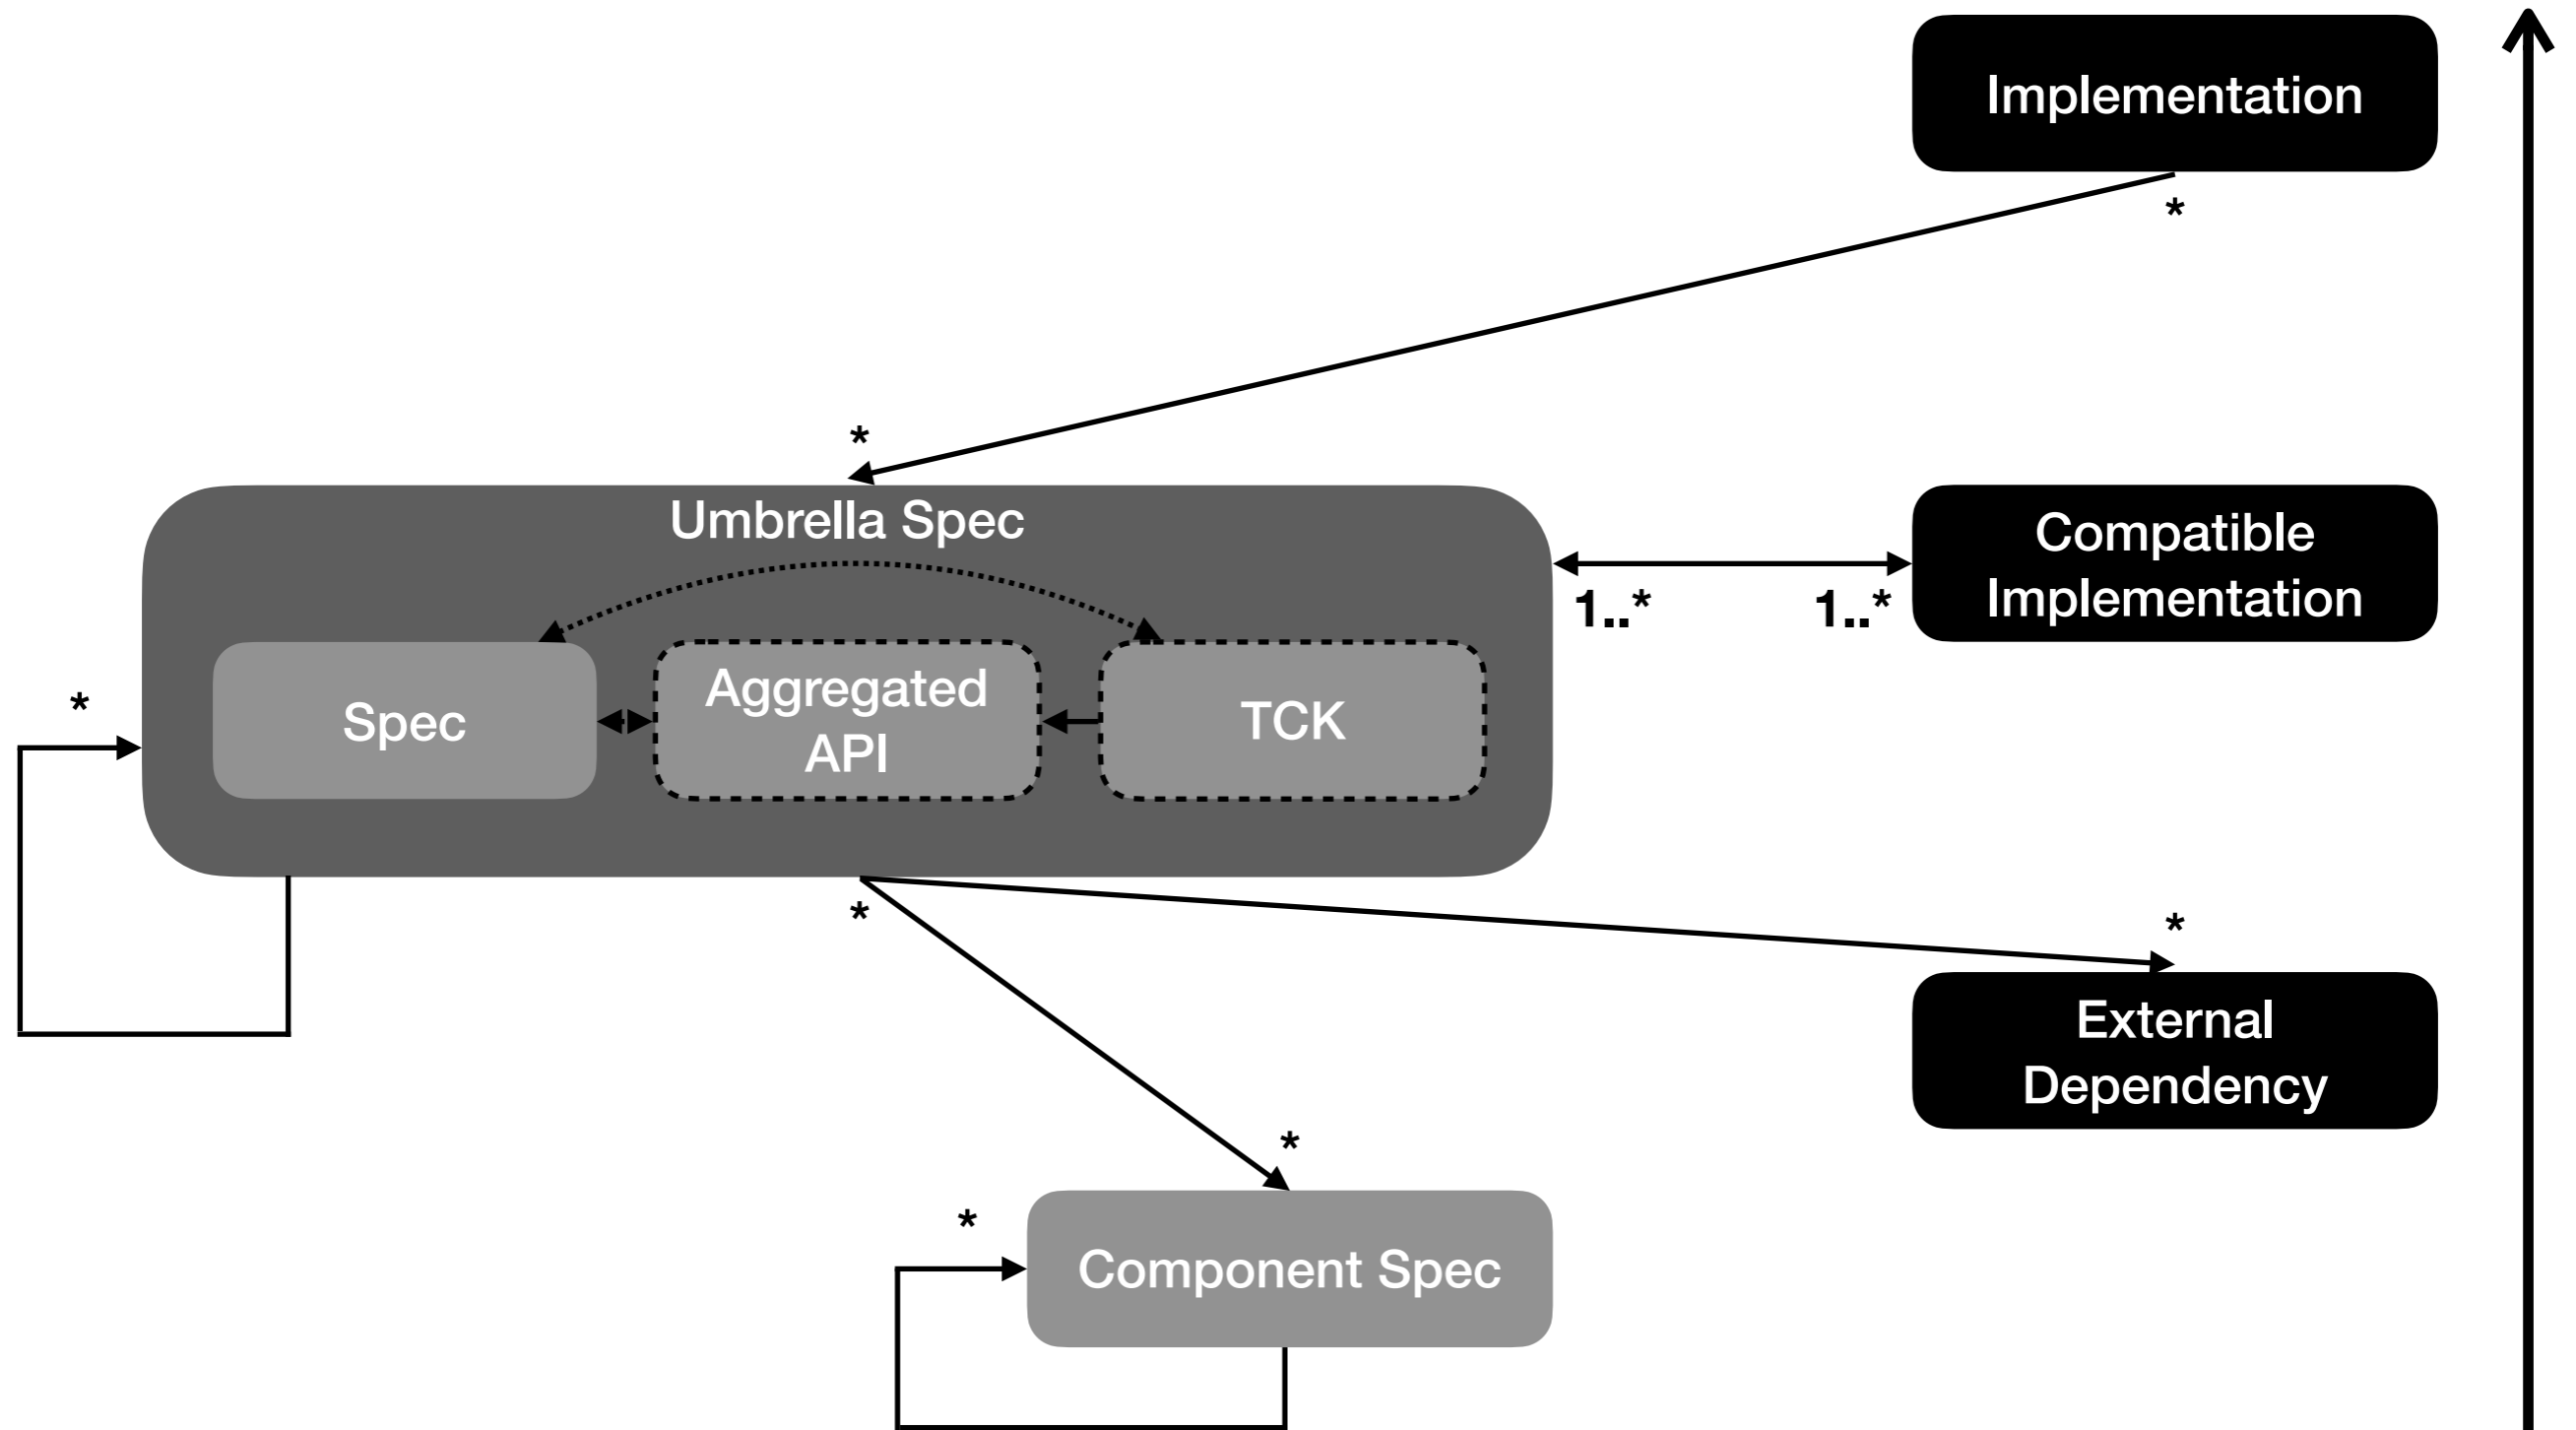 Implementation
*
*
Umbrella Spec
Compatible
Implementation
1..*
1..*
Spec
Aggregated
API
TCK
*
*
*
External
Dependency
*
*
Component Spec